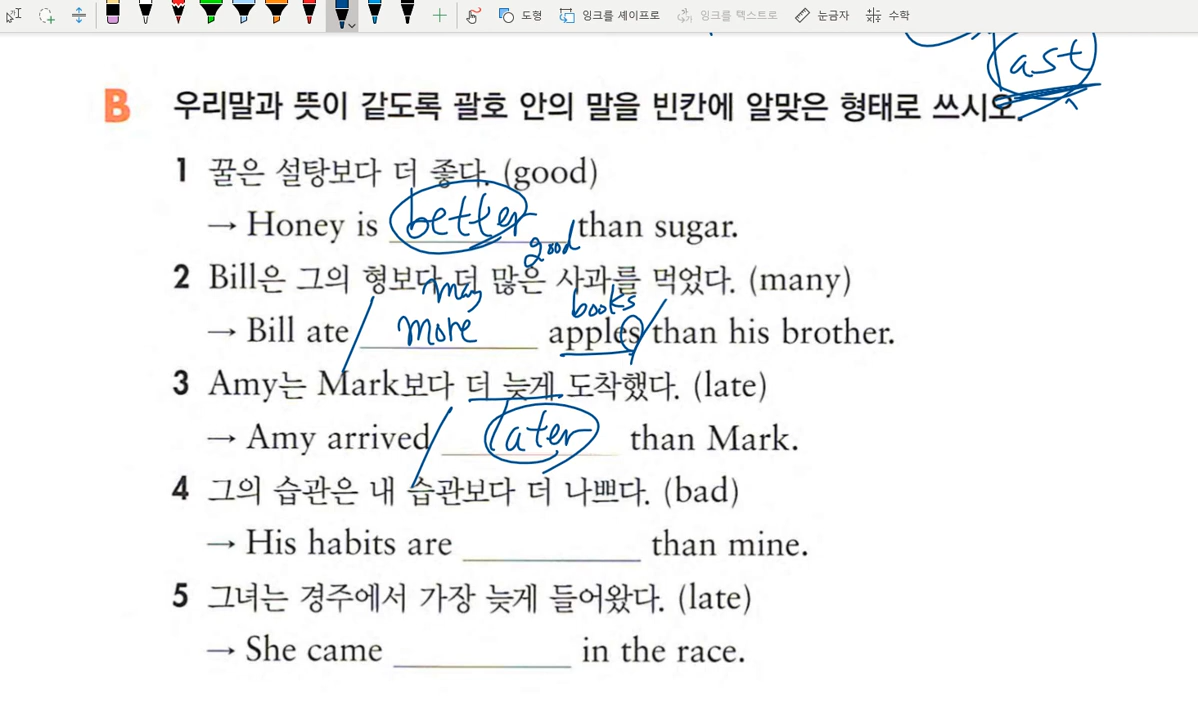 도형 잉크를 셰이프로 잉크를 텍스트로 눈금자 수학
last
B 우리말과 뜻이 같도록 괄호 안의 말을 빈칸에 알맞은 형태로 쓰시오.
1 꿀은 설탕보다 더 좋다. (good)
→ Honey is better than sugar.
good
2 Bill은 그의 형보다 더 많은 사과를 먹었다. (many)
many books
→ Bill ate more apples than his brother.
3 Amy는 Mark보다 더 늦게 도착했다. (late)
→ Amy arrived later than Mark.
4 그의 습관은 내 습관보다 더 나쁘다. (bad)
→ His habits are than mine.
5 그녀는 경주에서 가장 늦게 들어왔다. (late)
→ She came in the race.